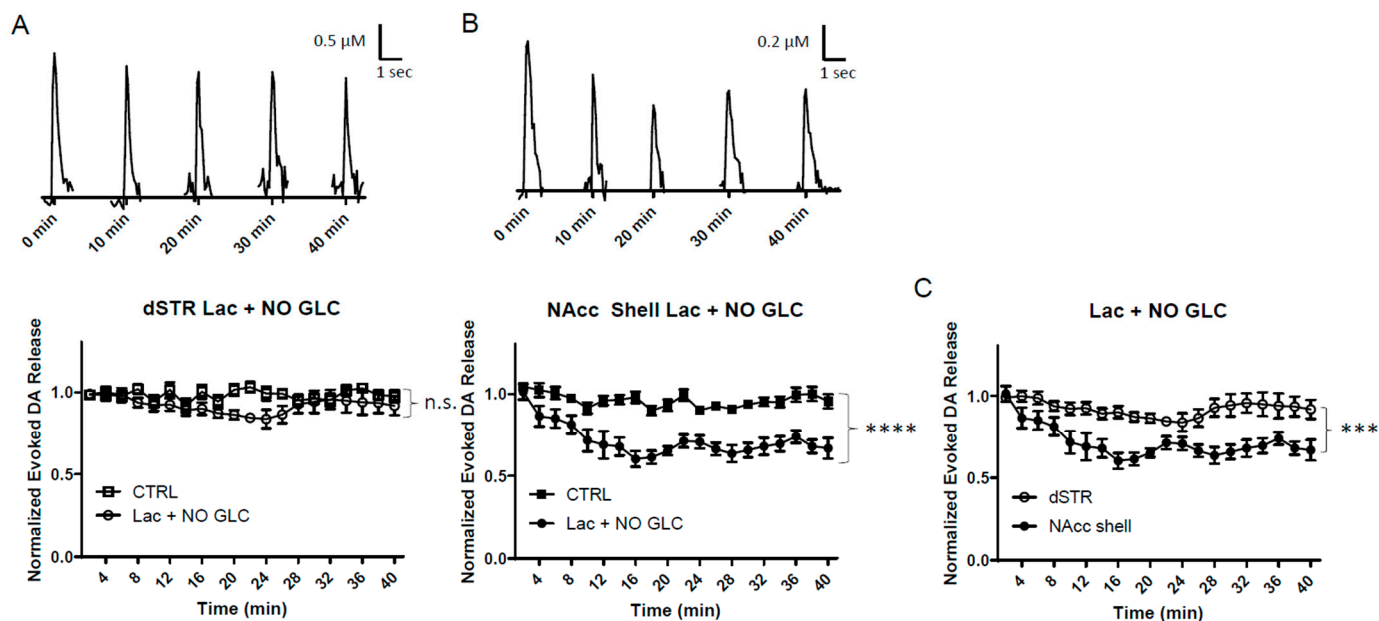 A
0.5 µM
1 sec
0 min
10 min
20 min
30 min
40 min
B
0.2 µM
1 sec
0 min
10 min
20 min
30 min
40 min
dSTR Lac + NO GLC
Normalized Evoked DA Release
1.0
0.5
0.0
CTRL
Lac + NO GLC
n.s.
4 8 12 16 20 24 28 32 36 40
Time (min)
NAcc Shell Lac + NO GLC
Normalized Evoked DA Release
1.0
0.5
0.0
CTRL
Lac + NO GLC
****
4 8 12 16 20 24 28 32 36 40
Time (min)
C
Lac + NO GLC
Normalized Evoked DA Release
1.0
0.5
0.0
dSTR
NAcc shell
***
4 8 12 16 20 24 28 32 36 40
Time (min)